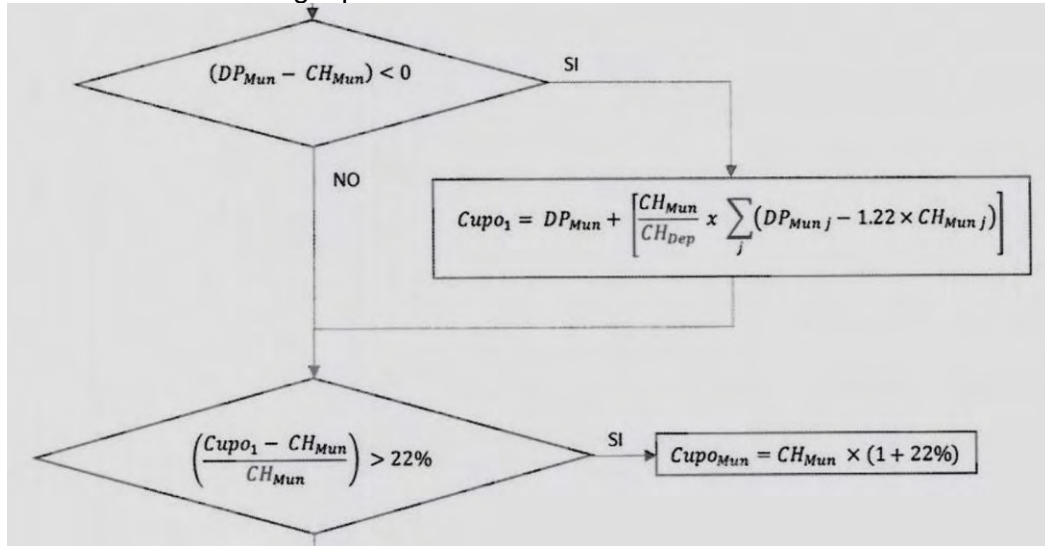 (DP_Mun − CH_Mun) < 0
SI
NO
Cupo_1 = DP_Mun + [CH_Mun / CH_Dep x ∑_j (DP_Mun j − 1.22 × CH_Mun j)]
(Cupo_1 − CH_Mun / CH_Mun) > 22%
SI
Cupo_Mun = CH_Mun × (1 + 22%)